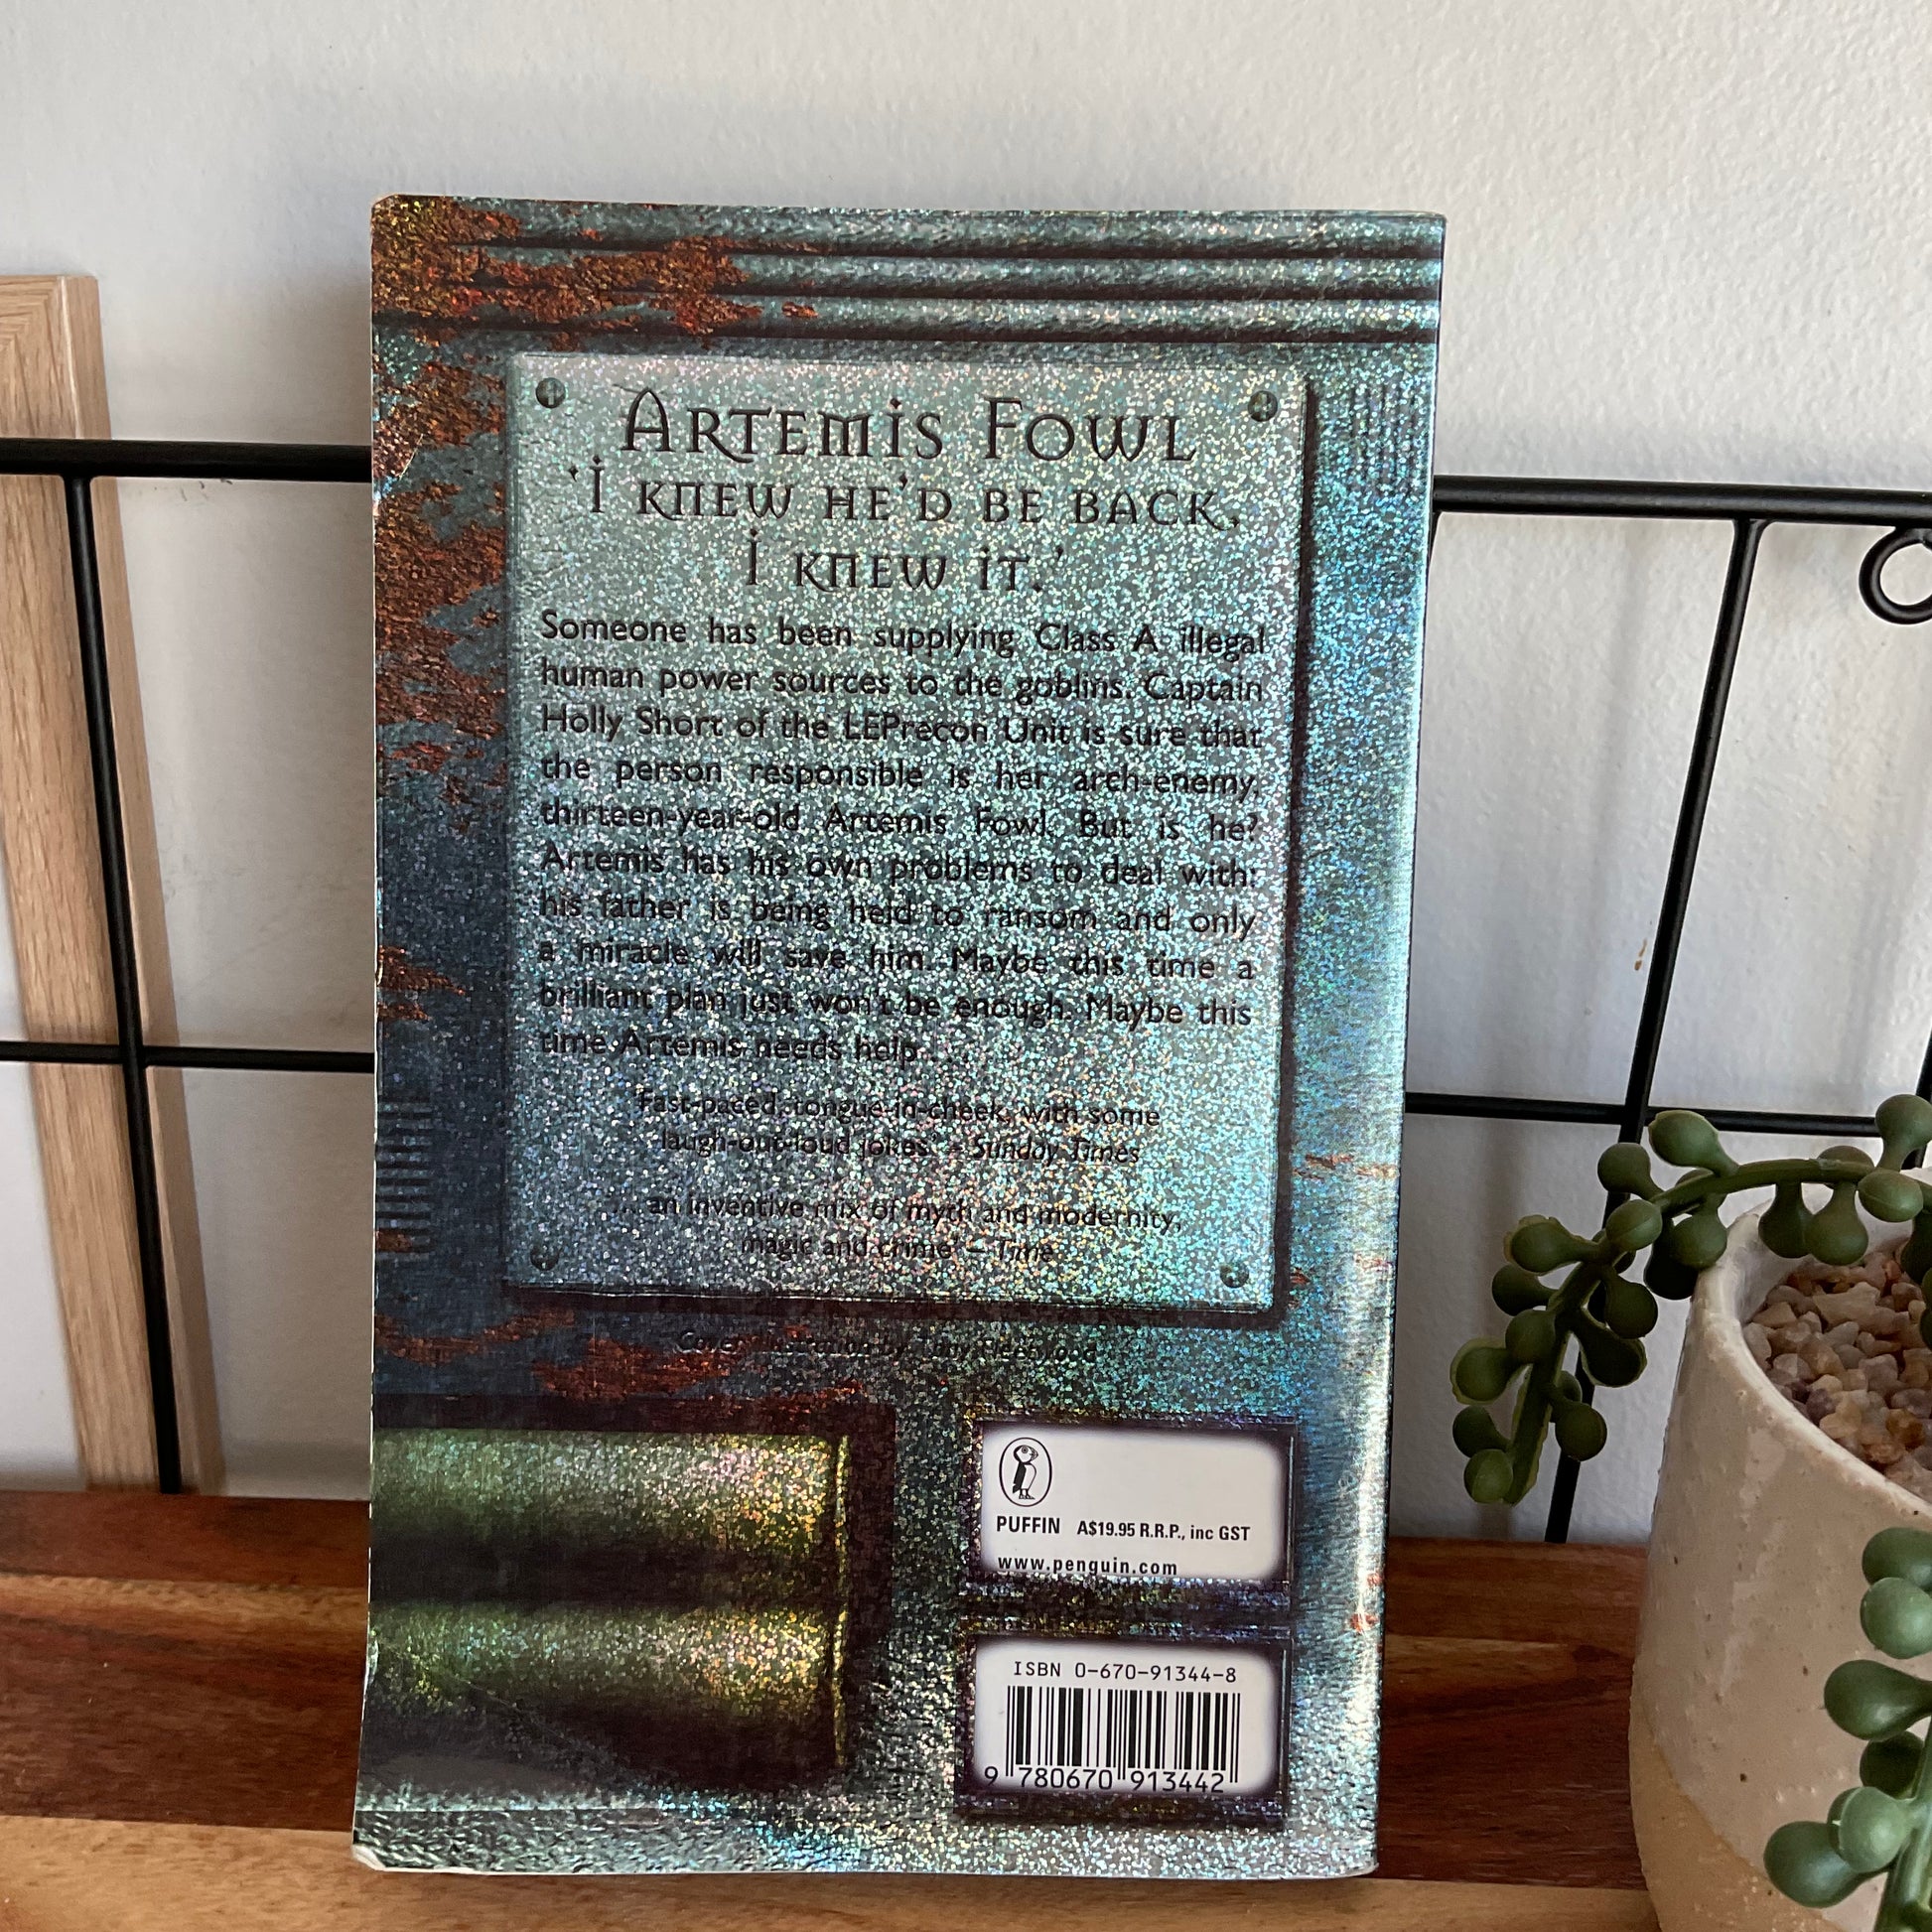 ARTEMIS FOWL
'I KNEW HE'D BE BACK,
I KNEW IT.'
Someone has been supplying Class A illegal
human power sources to the goblins. Captain
Holly Short of the LEPrecon Unit is sure that
the person responsible is her arch-enemy,
thirteen-year-old Artemis Fowl. But is he?
Artemis has his own problems to deal with:
his father is being held to ransom and only
a miracle will save him. Maybe this time a
brilliant plan just won't be enough. Maybe this
time Artemis needs help . . .
'Fast-paced, tongue-in-cheek, with some
laugh-out-loud jokes' – Sunday Times
'... an inventive mix of myth and modernity,
magic and crime' – Time
Cover illustration by Tony Fleetwood
PUFFIN A$19.95 R.R.P., inc GST
www.penguin.com
ISBN 0-670-91344-8
9 780670 913442